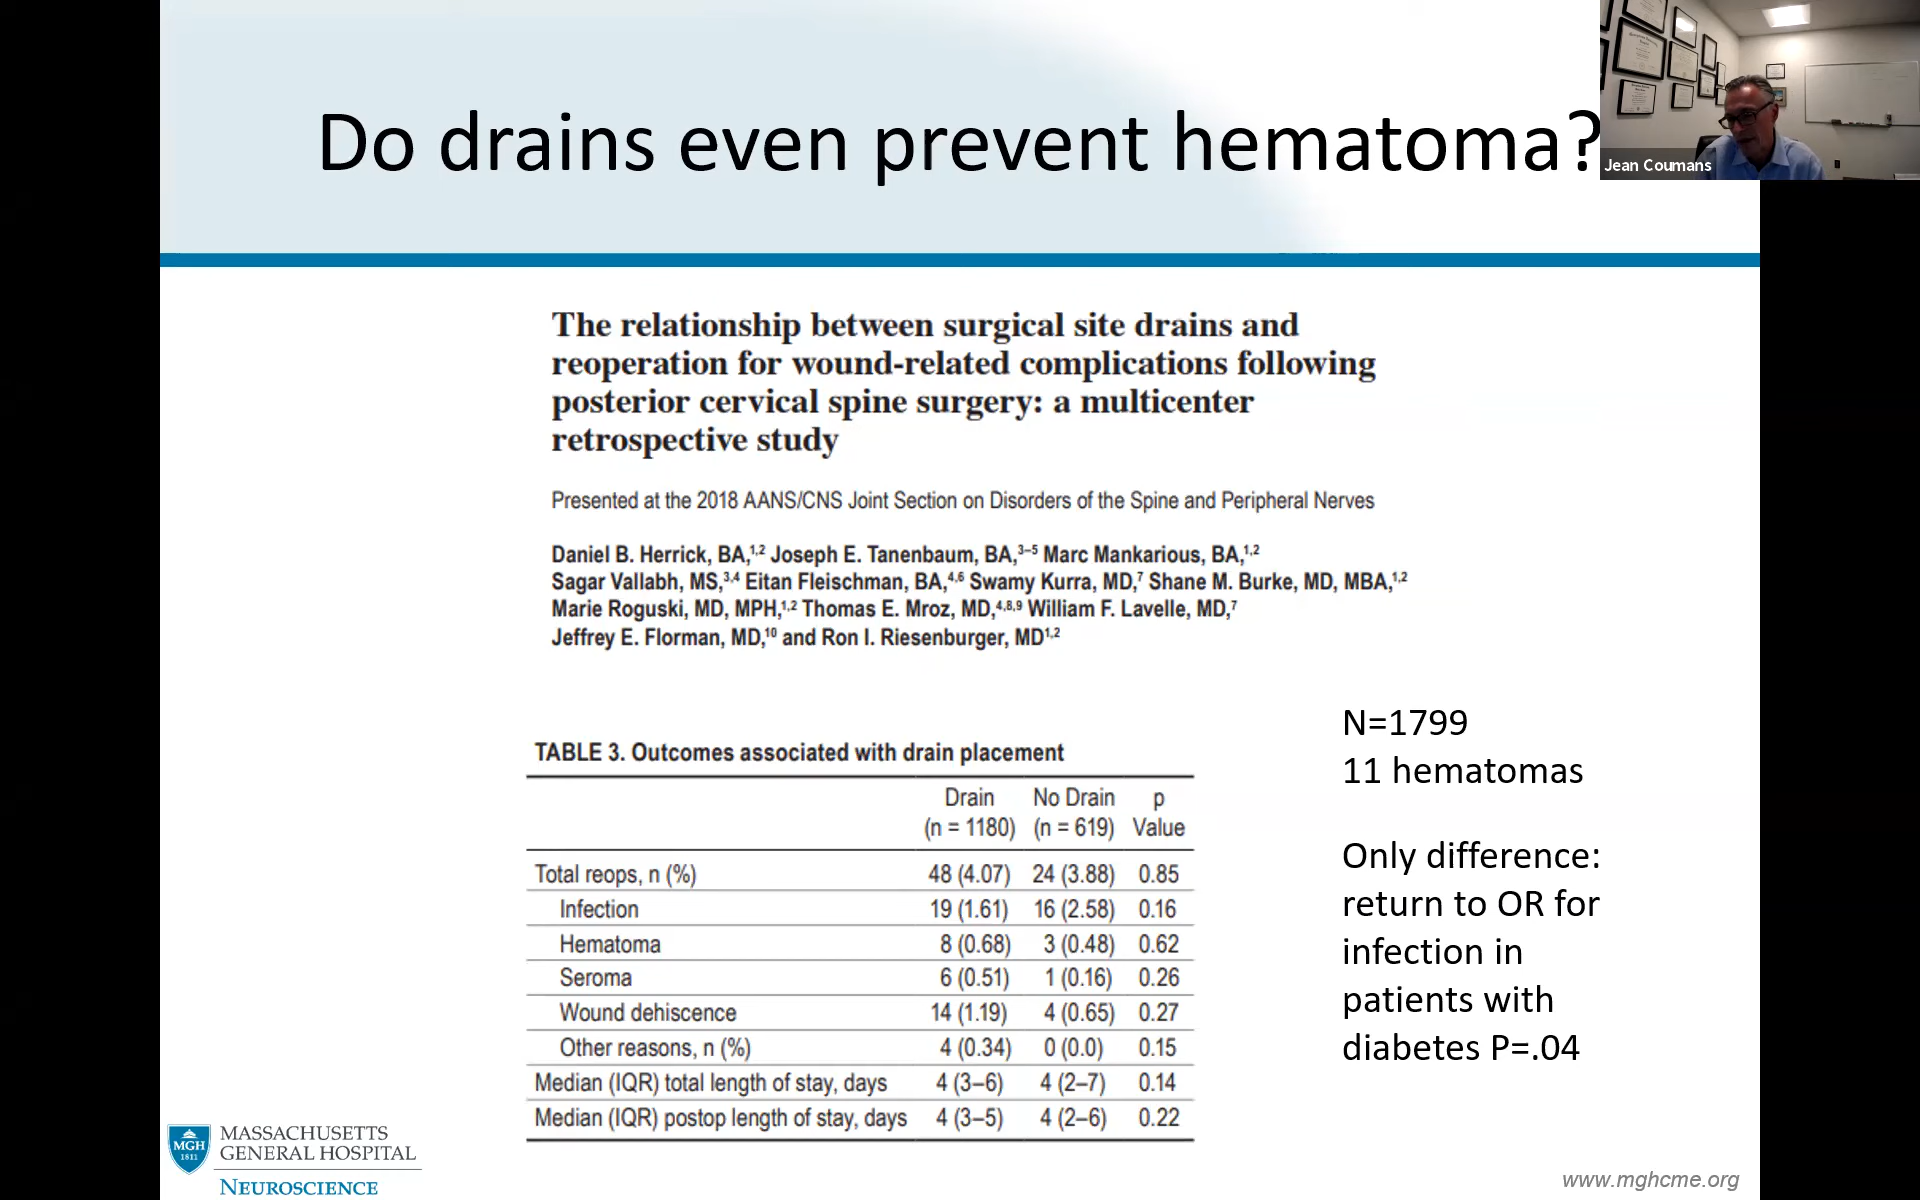 Do drains even prevent hematoma?
Jean Coumans
The relationship between surgical site drains and
reoperation for wound-related complications following
posterior cervical spine surgery: a multicenter
retrospective study
Presented at the 2018 AANS/CNS Joint Section on Disorders of the Spine and Peripheral Nerves
Daniel B. Herrick, BA,1,2 Joseph E. Tanenbaum, BA,3–5 Marc Mankarious, BA,1,2
Sagar Vallabh, MS,3,4 Eitan Fleischman, BA,4,6 Swamy Kurra, MD,7 Shane M. Burke, MD, MBA,1,2
Marie Roguski, MD, MPH,1,2 Thomas E. Mroz, MD,4,8,9 William F. Lavelle, MD,7
Jeffrey E. Florman, MD,10 and Ron I. Riesenburger, MD1,2
TABLE 3. Outcomes associated with drain placement
Drain No Drain p
(n = 1180) (n = 619) Value
Total reops, n (%) 48 (4.07) 24 (3.88) 0.85
Infection 19 (1.61) 16 (2.58) 0.16
Hematoma 8 (0.68) 3 (0.48) 0.62
Seroma 6 (0.51) 1 (0.16) 0.26
Wound dehiscence 14 (1.19) 4 (0.65) 0.27
Other reasons, n (%) 4 (0.34) 0 (0.0) 0.15
Median (IQR) total length of stay, days 4 (3–6) 4 (2–7) 0.14
Median (IQR) postop length of stay, days 4 (3–5) 4 (2–6) 0.22
N=1799
11 hematomas
Only difference:
return to OR for
infection in
patients with
diabetes P=.04
MGH
1811
MASSACHUSETTS
GENERAL HOSPITAL
NEUROSCIENCE
www.mghcme.org